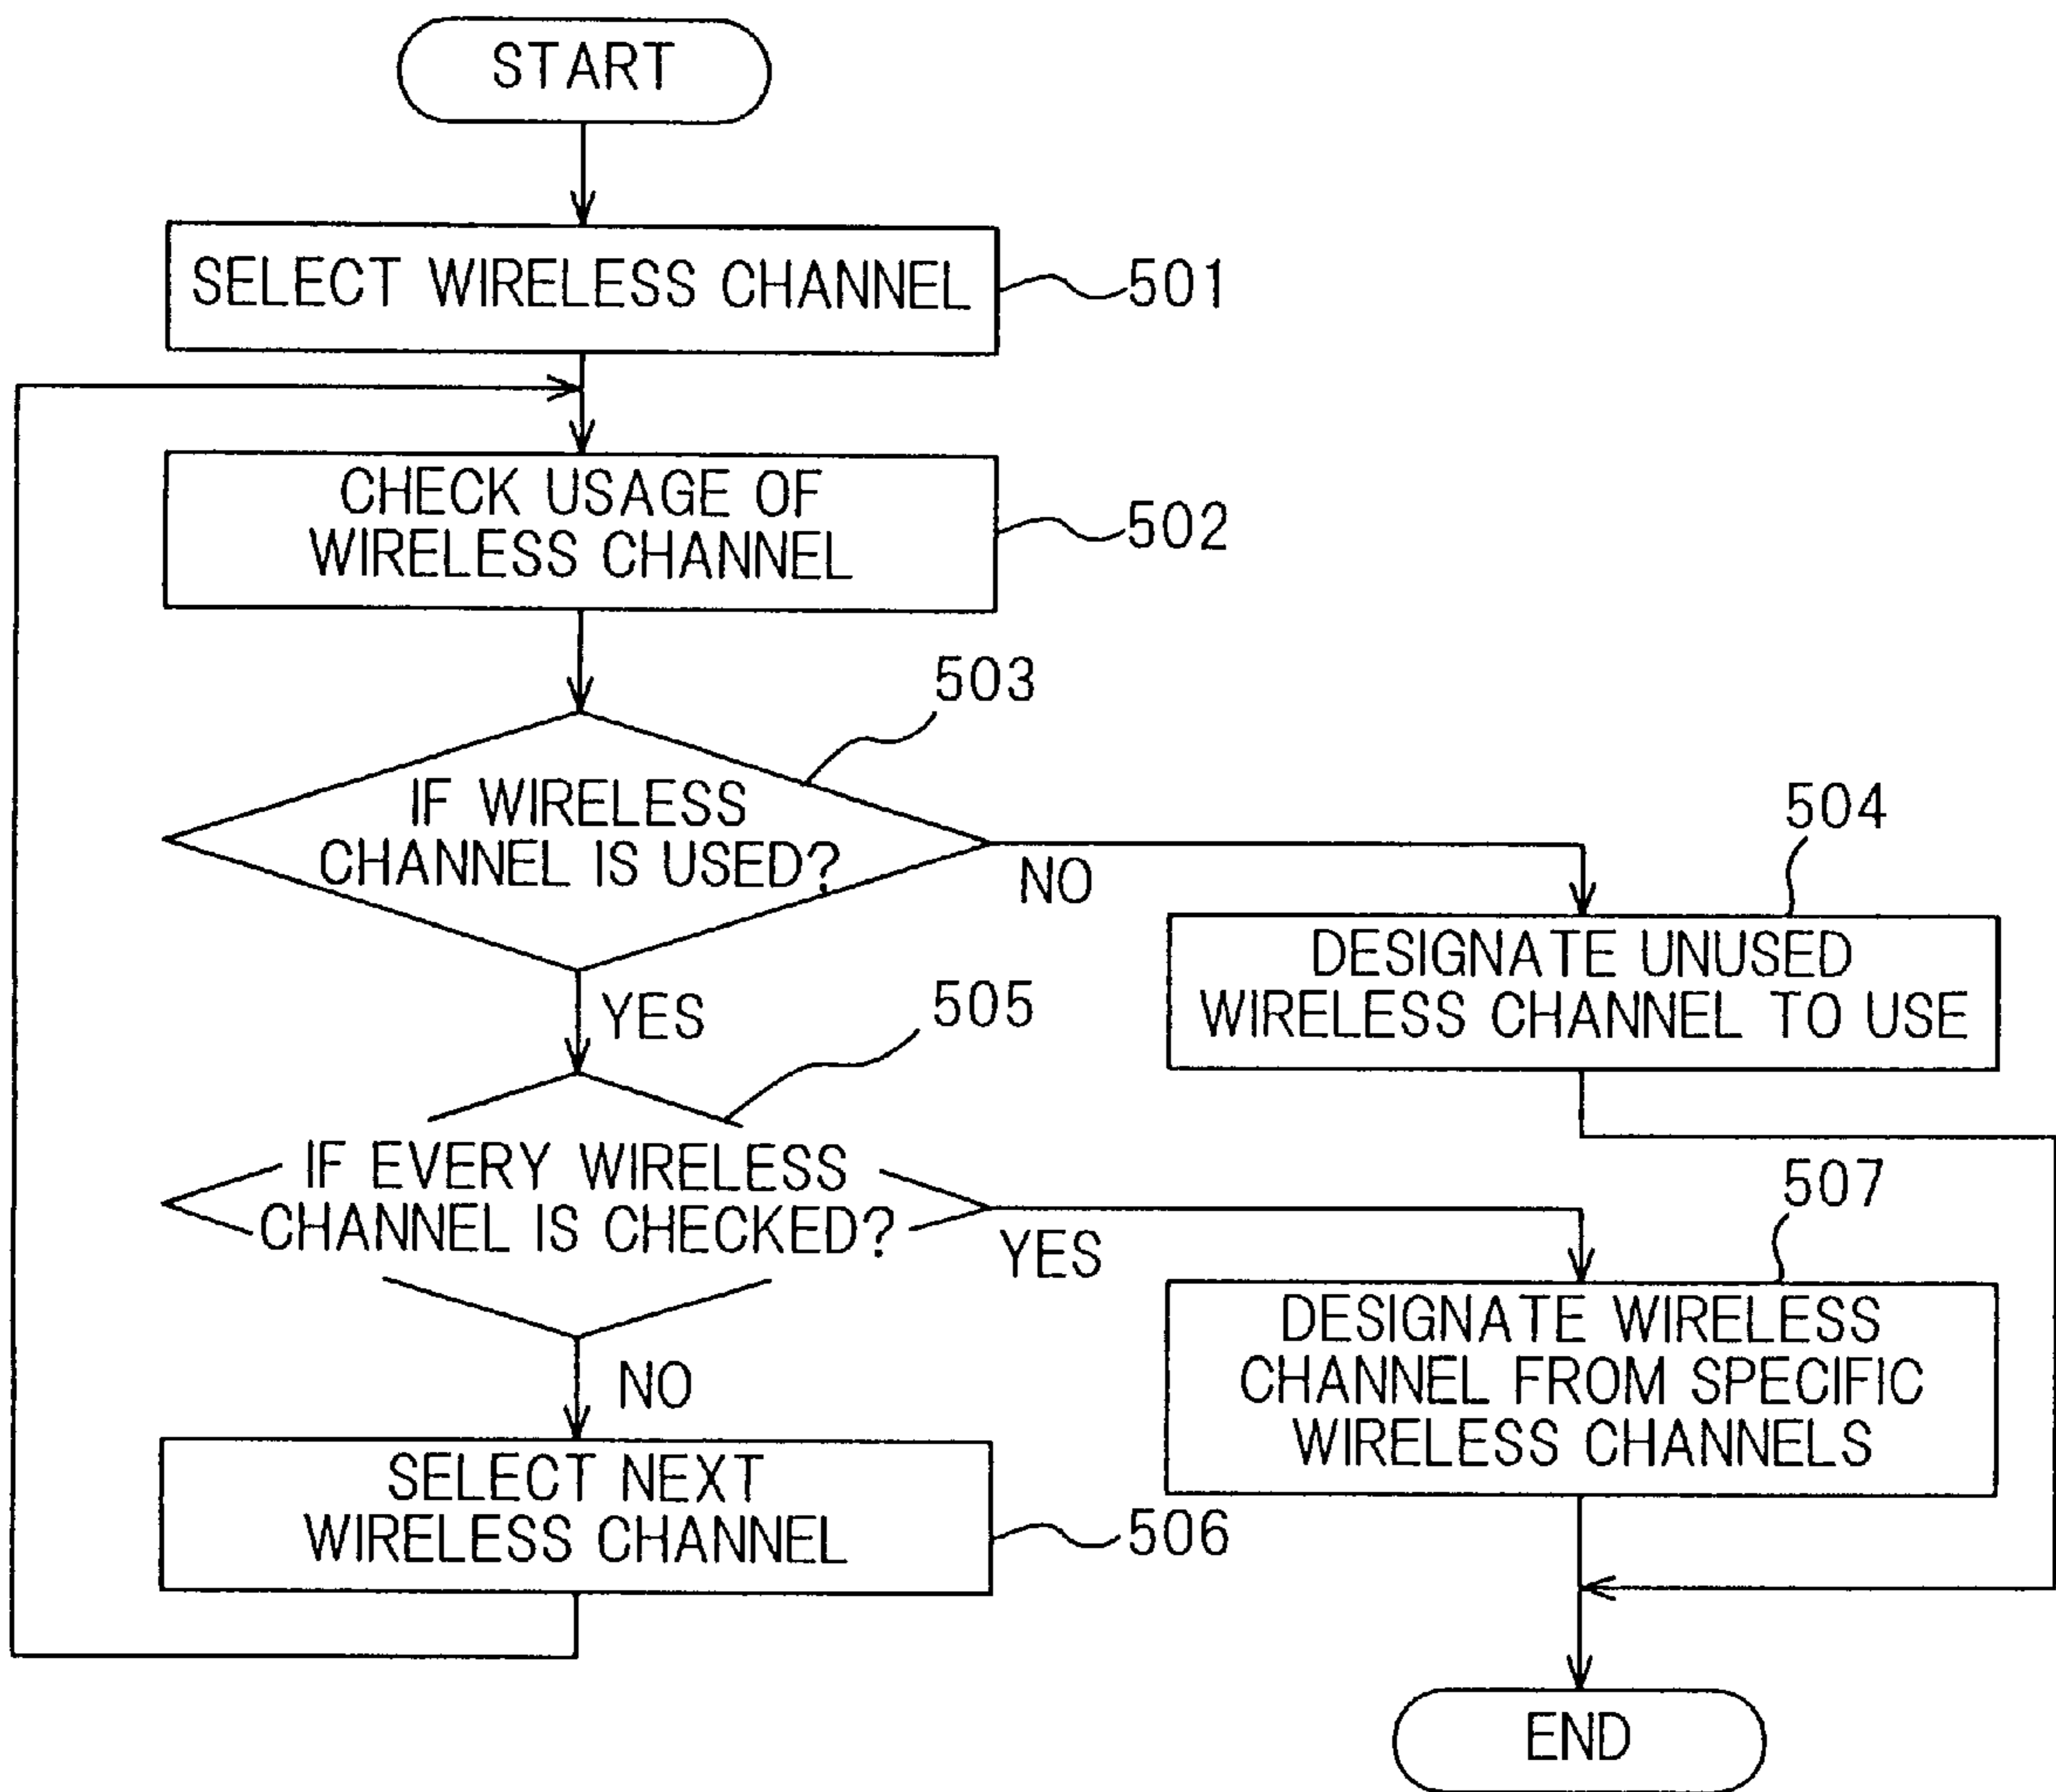 START
SELECT WIRELESS CHANNEL
501
CHECK USAGE OF
WIRELESS CHANNEL
502
503
IF WIRELESS
CHANNEL IS USED?
NO
YES
504
DESIGNATE UNUSED
WIRELESS CHANNEL TO USE
505
IF EVERY WIRELESS
CHANNEL IS CHECKED?
YES
NO
507
DESIGNATE WIRELESS
CHANNEL FROM SPECIFIC
WIRELESS CHANNELS
SELECT NEXT
WIRELESS CHANNEL
506
END